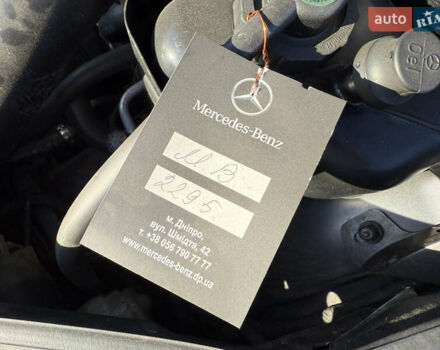 auto RIA
Oel
Mercedes-Benz
М. В.
2295
м. Дніпро,
вул. Шмідта, 42
т. +38 056 790 77 77
www.mercedes-benz.dp.ua